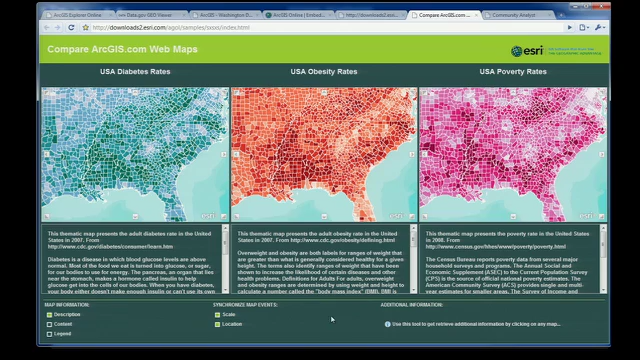 ArcGIS Explorer Online
Data.gov GEO Viewer
ArcGIS - Washington D
ArcGIS Online | Embed...
http://downloads2.esri.com...
Compare ArcGIS.com ...
Community Analyst
downloads2.esri.com/agol/samples/sxsxs/index.html
Compare ArcGIS.com Web Maps
esri
USA Diabetes Rates
USA Obesity Rates
USA Poverty Rates
esri
esri
esri
This thematic map presents the adult diabetes rate in the United
States in 2007. From
http://www.cdc.gov/diabetes/consumer/learn.htm
Diabetes is a disease in which blood glucose levels are above
normal. Most of the food we eat is turned into glucose, or sugar,
for our bodies to use for energy. The pancreas, an organ that lies
near the stomach, makes a hormone called insulin to help
glucose get into the cells of our bodies. When you have diabetes,
your body either doesn't make enough insulin or can't use its own
This thematic map presents the adult obesity rate in the United
States in 2007. From http://www.cdc.gov/obesity/defining.html
Overweight and obesity are both labels for ranges of weight that
are greater than what is generally considered healthy for a given
height. The terms also identify ranges of weight that have been
shown to increase the likelihood of certain diseases and other
health problems. Definitions for Adults For adults, overweight
and obesity ranges are determined by using weight and height to
calculate a number called the "body mass index" (BMI). BMI is
This thematic map presents the poverty rate in the United States
in 2008. From
http://www.census.gov/hhes/www/poverty/poverty.html
The Census Bureau reports poverty data from several major
household surveys and programs. The Annual Social and
Economic Supplement (ASEC) to the Current Population Survey
(CPS) is the source of official national poverty estimates. The
American Community Survey (ACS) provides single and multi-
year estimates for smaller areas. The Survey of Income and
MAP INFORMATION:
Description
Content
Legend
SYNCHRONIZE MAP EVENTS:
Scale
Location
ADDITIONAL INFORMATION:
Use this tool to get retrieve additional information by clicking on any map...